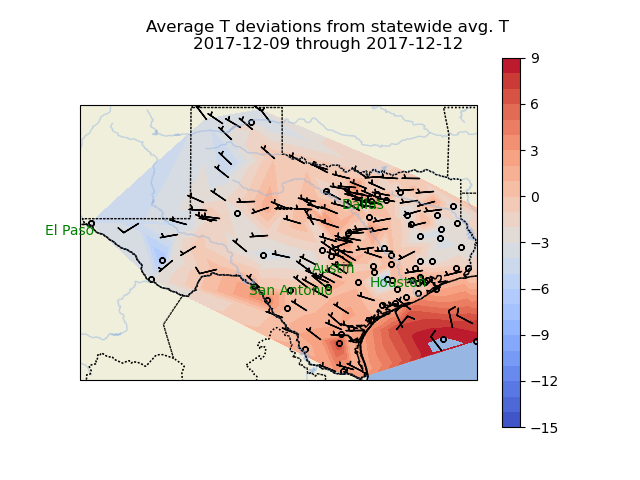 Average T deviations from statewide avg. T
2017-12-09 through 2017-12-12
9
6
3
0
−3
−6
−9
−12
−15
Dallas
El Paso
Austin
San Antonio
Houston